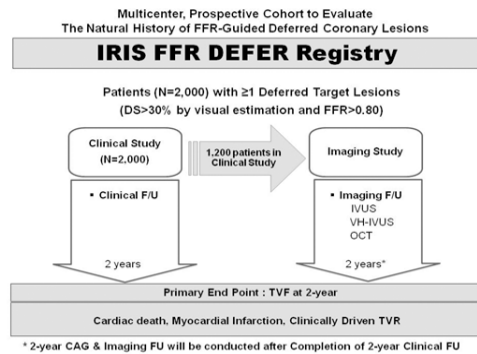 Multicenter, Prospective Cohort to Evaluate
The Natural History of FFR-Guided Deferred Coronary Lesions
IRIS FFR DEFER Registry
Patients (N=2,000) with ≥1 Deferred Target Lesions
(DS>30% by visual estimation and FFR>0.80)
Clinical Study
(N=2,000)
1,200 patients in
Clinical Study
Imaging Study
▪ Clinical F/U
▪ Imaging F/U
IVUS
VH-IVUS
OCT
2 years
2 years*
Primary End Point : TVF at 2-year
Cardiac death, Myocardial Infarction, Clinically Driven TVR
* 2-year CAG & Imaging FU will be conducted after Completion of 2-year Clinical FU